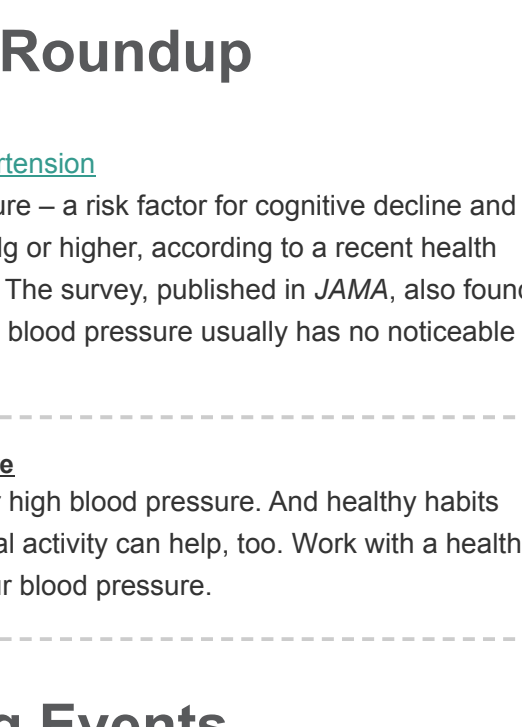 Roundup
rtension
ure – a risk factor for cognitive decline and
lg or higher, according to a recent health
The survey, published in JAMA, also found
blood pressure usually has no noticeable
e
high blood pressure. And healthy habits
al activity can help, too. Work with a health
ur blood pressure.
g Events